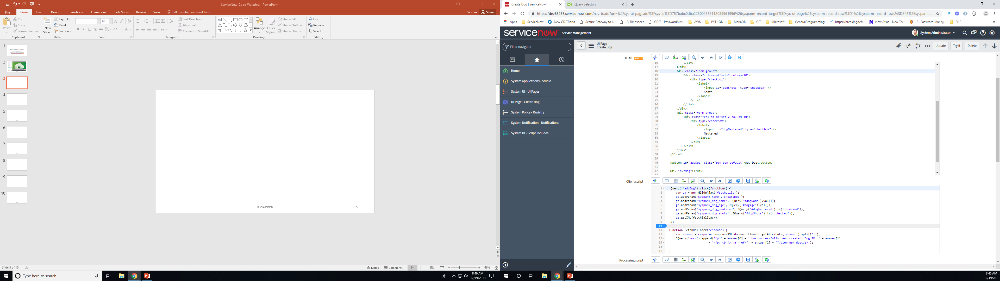 ServiceNow_Code_Walkthru - PowerPoint
File Home Insert Design Transitions Animations Slide Show Review View Tell me what you want to do... Sign in Share
Paste
Cut
Copy
Format Painter
Clipboard
New Slide
Layout
Reset
Section
Slides
14
Font
Text Direction
Align Text
Convert to SmartArt
Paragraph
Arrange
Quick Styles
Shape Fill
Shape Outline
Shape Effects
Drawing
Find
Replace
Select
Editing
1
2
3
4
5
6
7
8
9
10
UNCLASSIFIED 3
Slide 3 of 10
Notes Comments 66%
Type here to search
8:46 AM
12/19/2018
Create Dog | ServiceNow
jQuery Selectors
https://dev65258.service-now.com/nav_to.do?uri=%2Fsys_ui_page.do%3Fsys_id%3D757babc0dba22300256511203996199​6%26sysparm_record_target%3Dsys_ui_page%26sysparm_record_row%3D1%26sysparm_record_rows%3D346%26sysparm...
Apps ServiceNow New GDITPorta Secure Gateway to N L3 Timesheet GDIT - PasswordMan AWS PYTHON MariaDB GIT Microsoft GeneralProgramming https://breakingdefe New Atlas - New Tec L3 -Password Manag PHP
servicenow Service Management
System Administrator
Filter navigator
Home
System Applications - Studio
System UI - UI Pages
UI Page - Create Dog
System Policy - Registry
System Notification - Notifications
System UI - Script Includes
UI Page
Create Dog
Update Try It Delete
HTML XML
16 </div>
17 </div>
18 <div class="form-group">
19 <div class="col-sm-offset-2 col-sm-10">
20 <div type="checkbox">
21 <label>
22 <input id="dogShots" type="checkbox" />
23 Shots
24 </label>
25 </div>
26 </div>
27 </div>
28 <div class="form-group">
29 <div class="col-sm-offset-2 col-sm-10">
30 <div type="checkbox">
31 <label>
32 <input id="dogNeutered" type="checkbox" />
33 Neutered
34 </label>
35 </div>
36 </div>
37 </div>
38 </form>
39
40 <button id="addDog" class="btn btn-default">Add Dog</button>
41
42 <div id="msg"></div>
Client script
1 jQuery('#addDog').click(function() {
2 var ga = new GlideAjax('fetchUtils');
3 ga.addParam('sysparm_name','createDog');
4 ga.addParam('sysparm_dog_name', JQuery('#dogName').val());
5 ga.addParam('sysparm_dog_age', JQuery('#dogAge').val());
6 ga.addParam('sysparm_dog_neutered', JQuery('#dogNeutered').is(':checked'));
7 ga.addParam('sysparm_dog_shots', JQuery('#dogShots').is(':checked'));
8 ga.getXML(fetchBallback);
9 });
10
11 function fetchBallback(response) {
12 var answer = response.responseXML.documentElement.getAttribute('answer').split('|');
13 JQuery('#msg').append('<p>' + answer[0] + ' has successfully been created. Dog ID: ' + answer[1]
14 + '</p> <br/> <a href="' + answer[2] + '">View new dog</a>');
15
16 }
Processing script
8:46 AM
12/19/2018